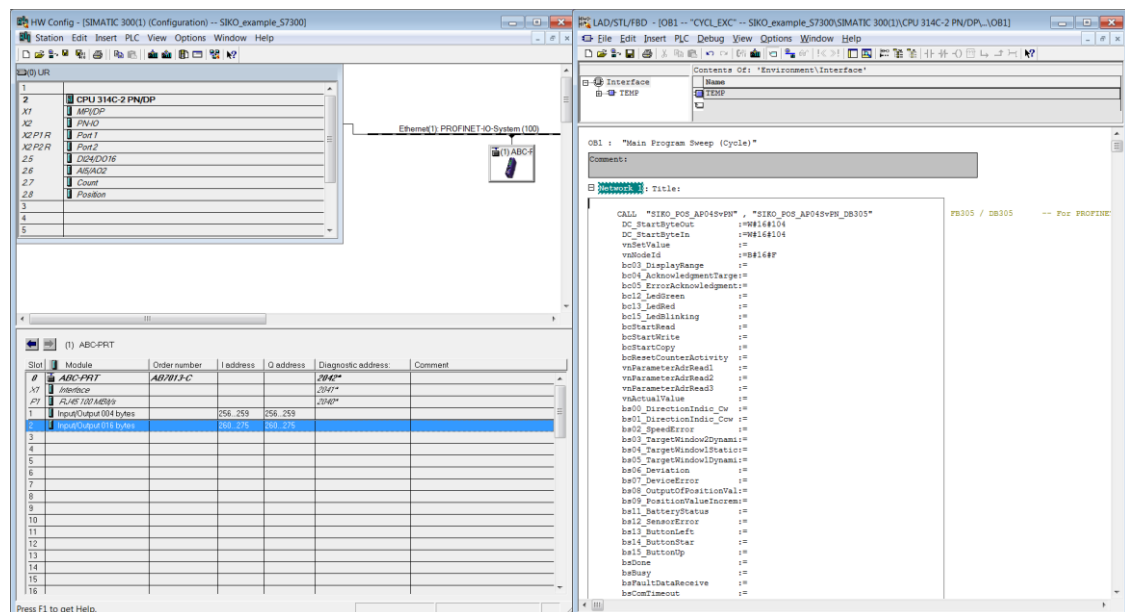 HW Config - [SIMATIC 300(1) (Configuration) -- SIKO_example_S7300]
Station Edit Insert PLC View Options Window Help
(0) UR
1
2 CPU 314C-2 PN/DP
X1 MPI/DP
X2 PN-IO
X2 P1 R Port 1
X2 P2 R Port 2
2.5 DI24/DO16
2.6 AI5/AO2
2.7 Count
2.8 Position
3
4
5
Ethernet(1): PROFINET-IO-System (100)
(1) ABC-F
(1) ABC-PRT
Slot Module Order number I address Q address Diagnostic address: Comment
0 ABC-PRT AB7013-C 2042*
X1 Interface 2041*
P1 RJ45 100 MBit/s 2040*
1 Input/Output 004 bytes 256..259 256..259
2 Input/Output 016 bytes 260..275 260..275
3
4
5
6
7
8
9
10
11
12
13
14
15
16
Press F1 to get Help.
LAD/STL/FBD - [OB1 -- "CYCL_EXC" -- SIKO_example_S7300\SIMATIC 300(1)\CPU 314C-2 PN/DP\...\OB1]
File Edit Insert PLC Debug View Options Window Help
Contents Of: 'Environment\Interface'
Interface
TEMP
Name
TEMP
OB1 : "Main Program Sweep (Cycle)"
Comment:
Network 1: Title:
CALL "SIKO_POS_AP04SvPN" , "SIKO_POS_AP04SvPN_DB305" FB305 / DB305 -- For PROFINE
DC_StartByteOut :=W#16#104
DC_StartByteIn :=W#16#104
vnSetValue :=
vnNodeId :=B#16#F
bc03_DisplayRange :=
bc04_AcknowledgmentTarge:=
bc05_ErrorAcknowledgment:=
bc12_LedGreen :=
bc13_LedRed :=
bc15_LedBlinking :=
bcStartRead :=
bcStartWrite :=
bcStartCopy :=
bcResetCounterActivity :=
vnParameterAdrRead1 :=
vnParameterAdrRead2 :=
vnParameterAdrRead3 :=
vnActualValue :=
bs00_DirectionIndic_Cw :=
bs01_DirectionIndic_Ccw :=
bs02_SpeedError :=
bs03_TargetWindow2Dynami:=
bs04_TargetWindow1Static:=
bs05_TargetWindow1Dynami:=
bs06_Deviation :=
bs07_DeviceError :=
bs08_OutputOfPositionVal:=
bs09_PositionValueIncrem:=
bs11_BatteryStatus :=
bs12_SensorError :=
bs13_ButtonLeft :=
bs14_ButtonStar :=
bs15_ButtonUp :=
bsDone :=
bsBusy :=
bsFaultDataReceive :=
bsComTimeout :=